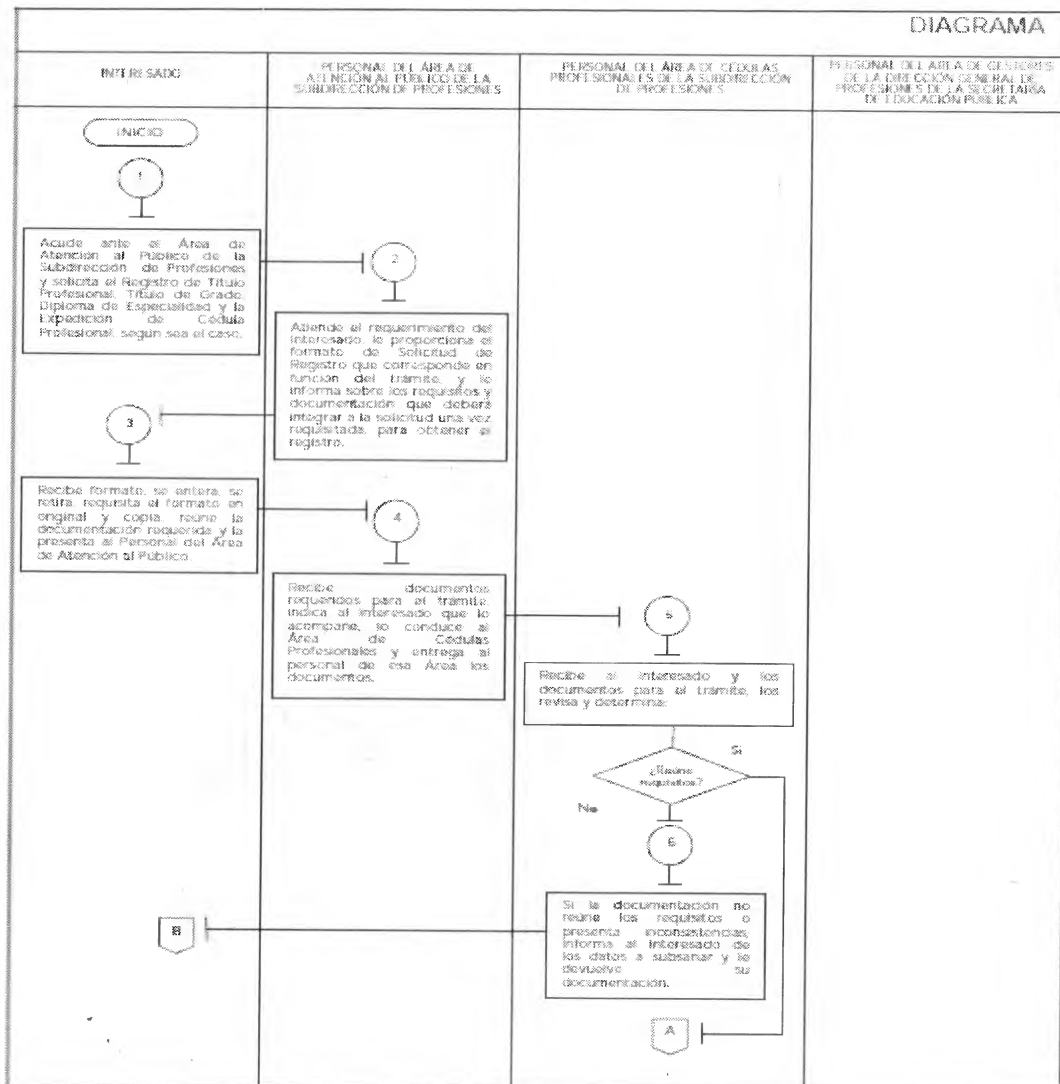 DIAGRAMA
INTERESADO
PERSONAL DEL ÁREA DE
ATENCIÓN AL PÚBLICO DE LA
SUBDIRECCIÓN DE PROFESIONES
PERSONAL DEL ÁREA DE CÉDULAS
PROFESIONALES DE LA SUBDIRECCIÓN
DE PROFESIONES
PERSONAL DEL ÁREA DE GESTORES
DE LA DIRECCIÓN GENERAL DE
PROFESIONES DE LA SECRETARÍA
DE EDUCACIÓN PÚBLICA
INICIO
1
Acude ante el Área de
Atención al Público de la
Subdirección de Profesiones
y solicita el Registro de Título
Profesional, Título de Grado,
Diploma de Especialidad y la
Expedición de Cédula
Profesional, según sea el caso.
2
Atiende el requerimiento del
interesado, le proporciona el
formato de Solicitud de
Registro que corresponde en
función del trámite, y le
informa sobre los requisitos y
documentación que deberá
integrar a la solicitud una vez
requisitada, para obtener el
registro.
3
Recibe formato, se entera, se
retira, requisita el formato en
original y copia, reúne la
documentación requerida y la
presenta al Personal del Área
de Atención al Público.
4
Recibe documentos
requeridos para el trámite,
indica al interesado que lo
acompañe, lo conduce al
Área de Cédulas
Profesionales y entrega al
personal de esa Área los
documentos.
5
Recibe al interesado y los
documentos para el trámite, los
revisa y determina:
¿Reúne
requisitos?
Si
No
6
Si la documentación no
reúne los requisitos o
presenta inconsistencias,
informa al interesado de
los datos a subsanar y le
devuelve su
documentación.
B
A